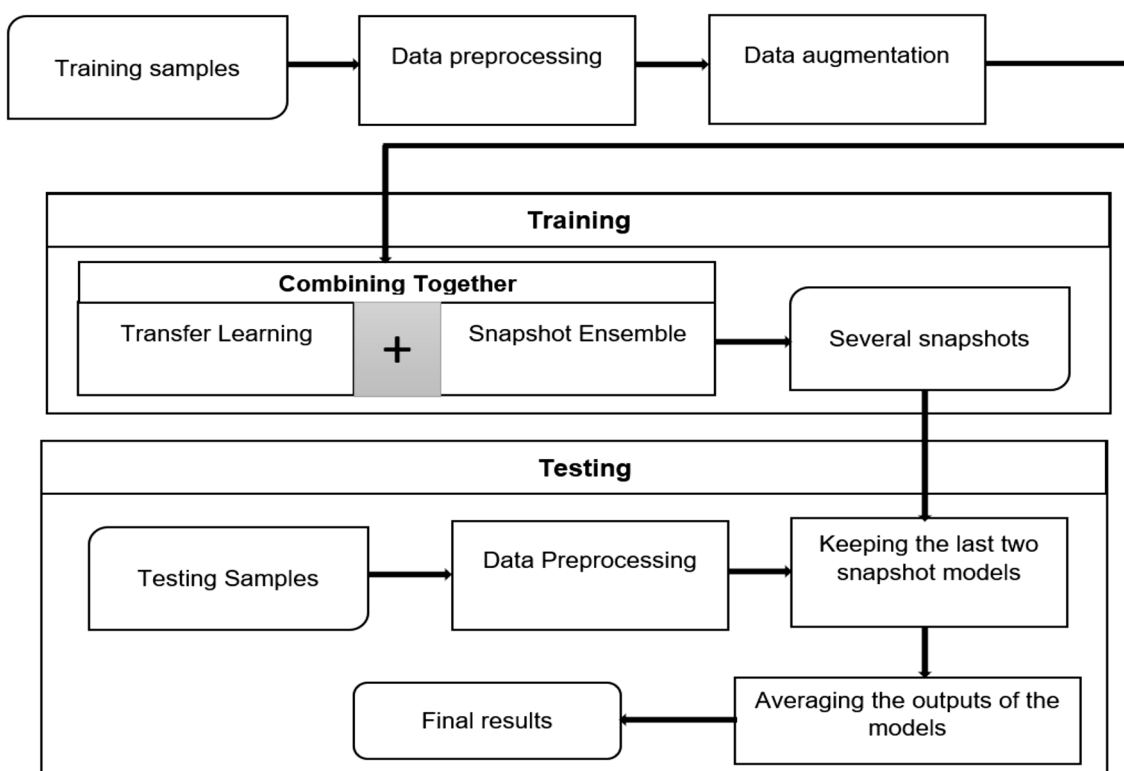 Training samples
Data preprocessing
Data augmentation
Training
Combining Together
Transfer Learning
+
Snapshot Ensemble
Several snapshots
Testing
Testing Samples
Data Preprocessing
Keeping the last two
snapshot models
Final results
Averaging the outputs of the
models